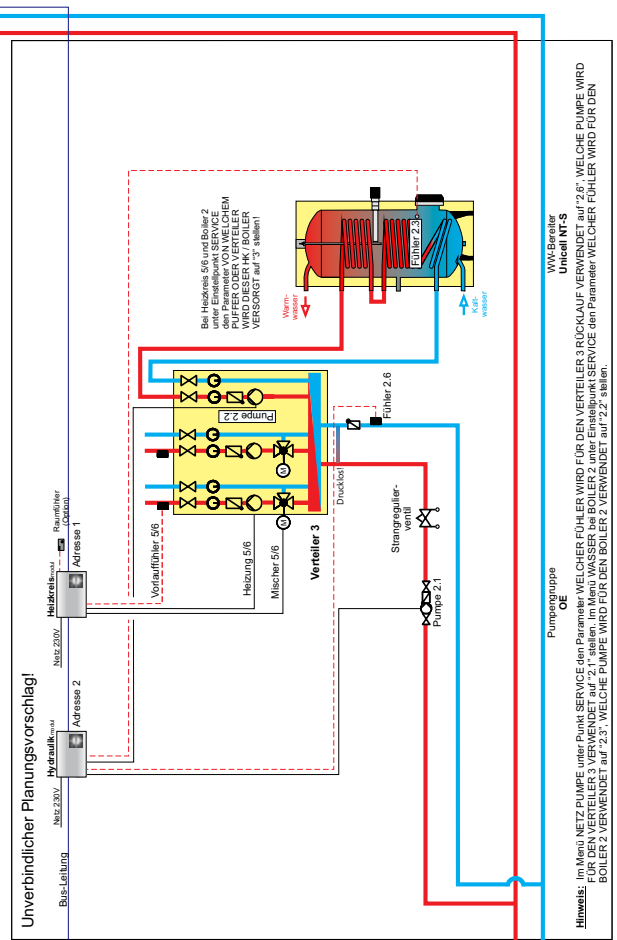 Unverbindlicher Planungsvorschlag!
Bus-Leitung
Netz 230V
Hydraulikmodul
Adresse 2
Netz 230V
Heizkreismodul
Adresse 1
Raumfühler
(Option)
Vorlauffühler 5/6
Heizung 5/6
Mischer 5/6
Verteiler 3
M
M
Pumpe 2.2
Drucklos!
Fühler 2.6
Bei Heizkreis 5/6 und Boiler 2
unter Einstellpunkt SERVICE
den Parameter VON WELCHEM
PUFFER ODER VERTEILER
WIRD DIESER HK / BOILER
VERSORGT auf "3" stellen!
Warm-
wasser
Fühler 2.3
Kalt-
wasser
Strangregulier-
ventil
Pumpe 2.1
Pumpengruppe
OE
WW-Bereiter
Unicell NT-S
Hinweis: Im Menü NETZ PUMPE unter Punkt SERVICE den Parameter WELCHER FÜHLER WIRD FÜR DEN VERTEILER 3 RÜCKLAUF VERWENDET auf "2.6", WELCHE PUMPE WIRD
FÜR DEN VERTEILER 3 VERWENDET auf "2.1" stellen. Im Menü WASSER bei BOILER 2 unter Einstellpunkt SERVICE den Parameter WELCHER FÜHLER WIRD FÜR DEN
BOILER 2 VERWENDET auf "2.3", WELCHE PUMPE WIRD FÜR DEN BOILER 2 VERWENDET auf "2.2" stellen.